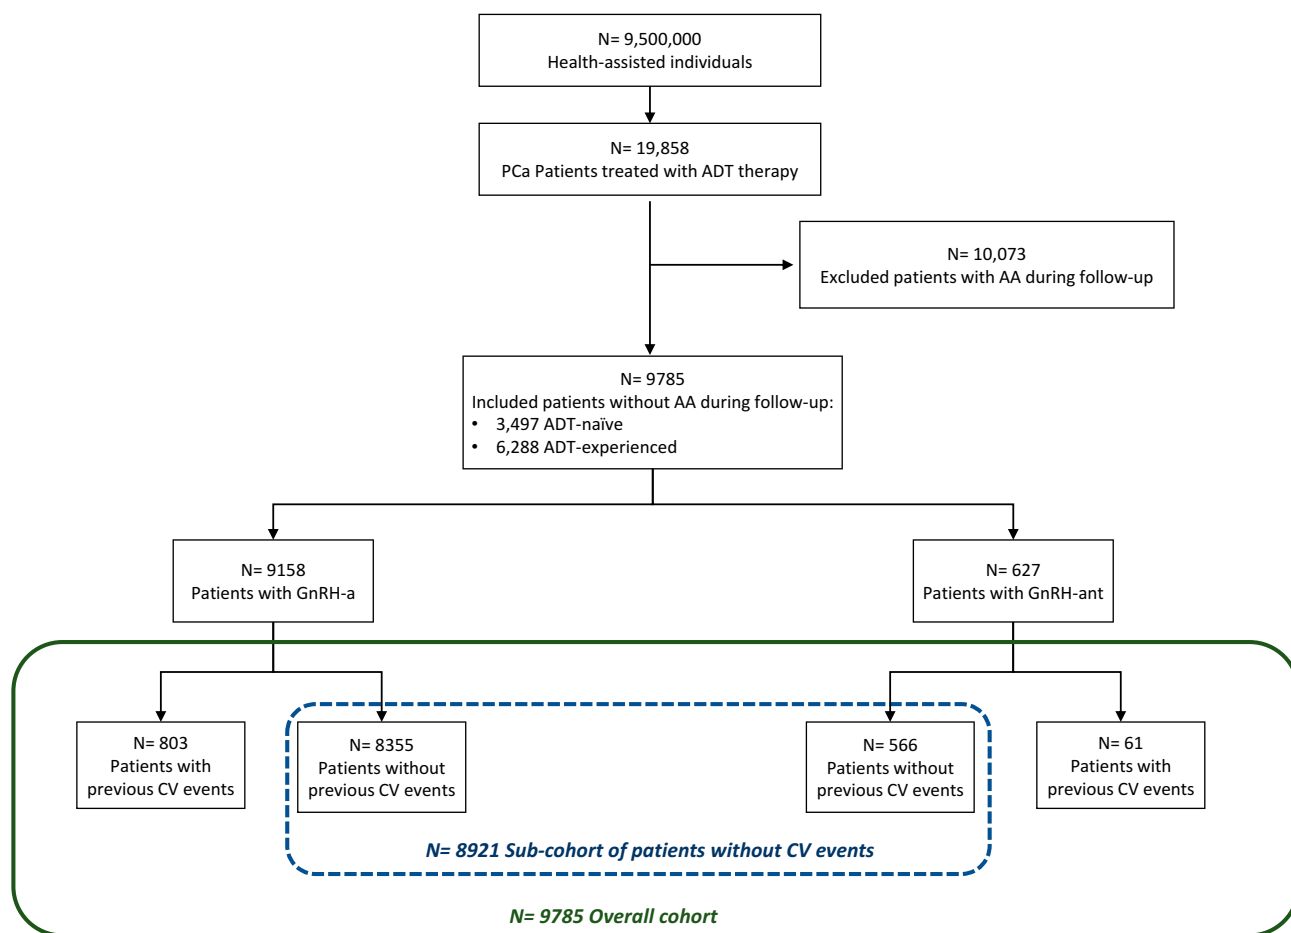 N= 9,500,000
Health-assisted individuals
N= 19,858
PCa Patients treated with ADT therapy
N= 10,073
Excluded patients with AA during follow-up
N= 9785
Included patients without AA during follow-up:
• 3,497 ADT-naïve
• 6,288 ADT-experienced
N= 9158
Patients with GnRH-a
N= 627
Patients with GnRH-ant
N= 803
Patients with
previous CV events
N= 8355
Patients without
previous CV events
N= 566
Patients without
previous CV events
N= 61
Patients with
previous CV events
N= 8921 Sub-cohort of patients without CV events
N= 9785 Overall cohort